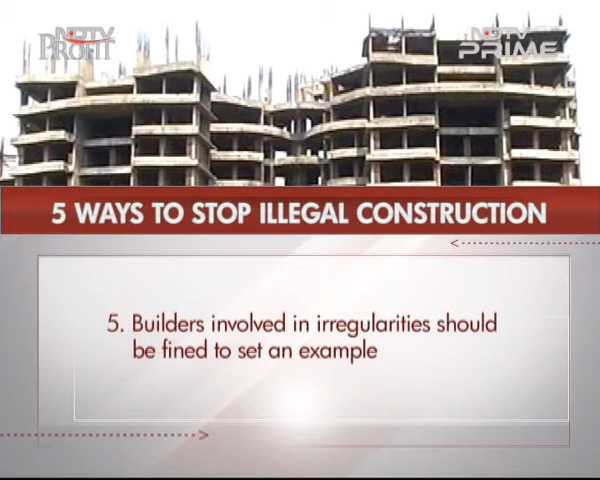 NDTV
PROFIT
NDTV
PRIME
5 WAYS TO STOP ILLEGAL CONSTRUCTION
5. Builders involved in irregularities should
be fined to set an example